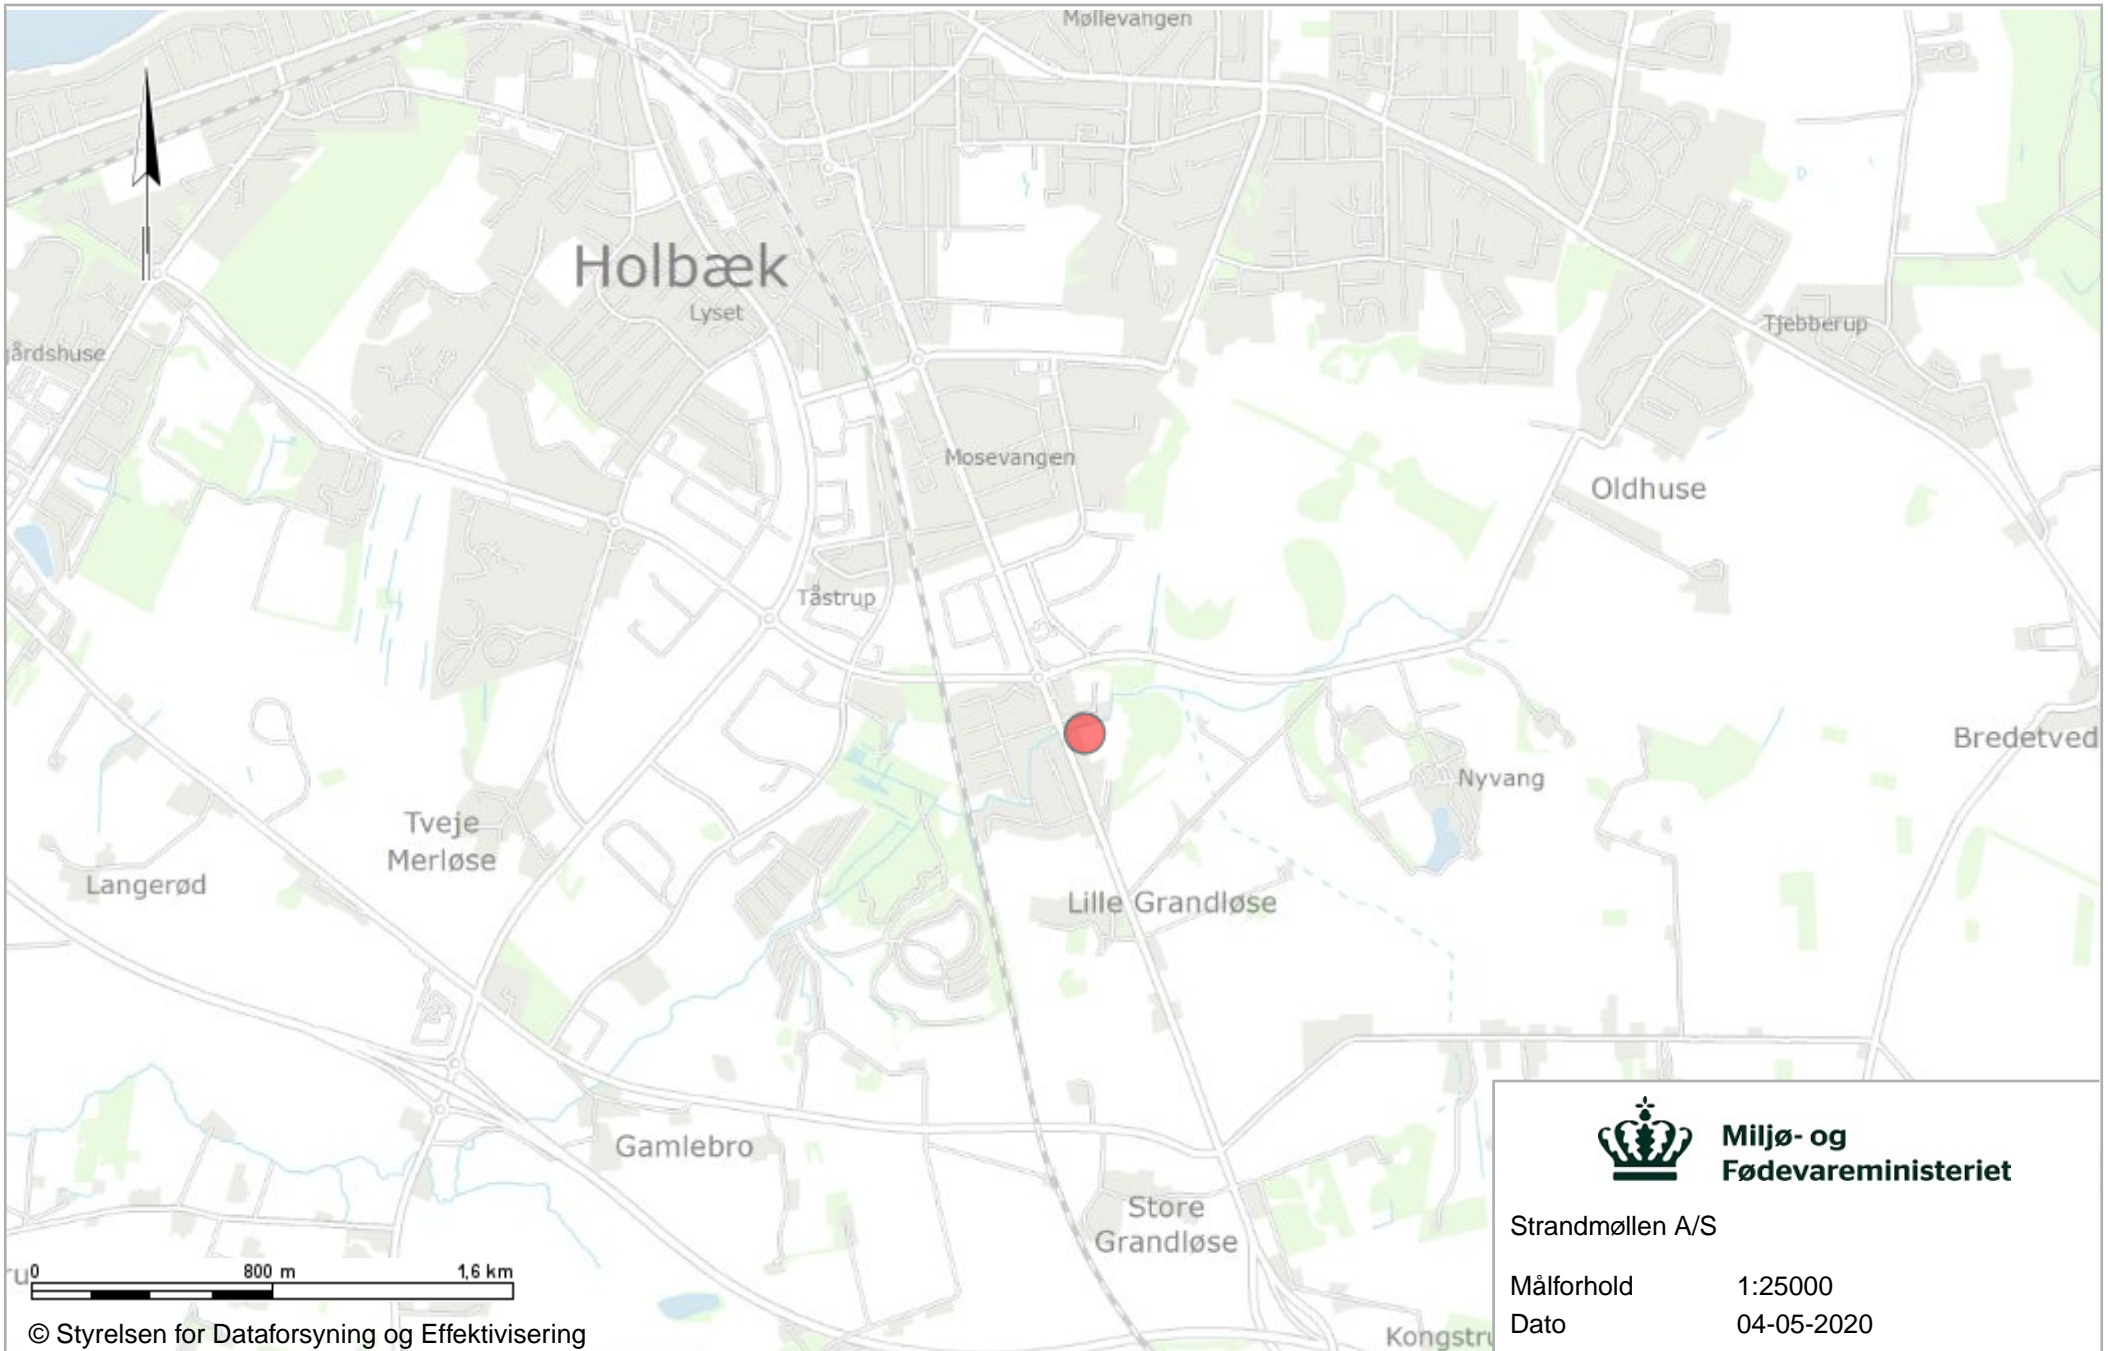 Møllevangen
Holbæk
Lyset
gårdshuse
Tjebberup
Mosevangen
Oldhuse
Tåstrup
Bredetved
Nyvang
Tveje
Merløse
Langerød
Lille Grandløse
Gamlebro
Store
Grandløse
Kongstru
0 800 m 1,6 km
© Styrelsen for Dataforsyning og Effektivisering
Miljø- og
Fødevareministeriet
Strandmøllen A/S
Målforhold 1:25000
Dato 04-05-2020